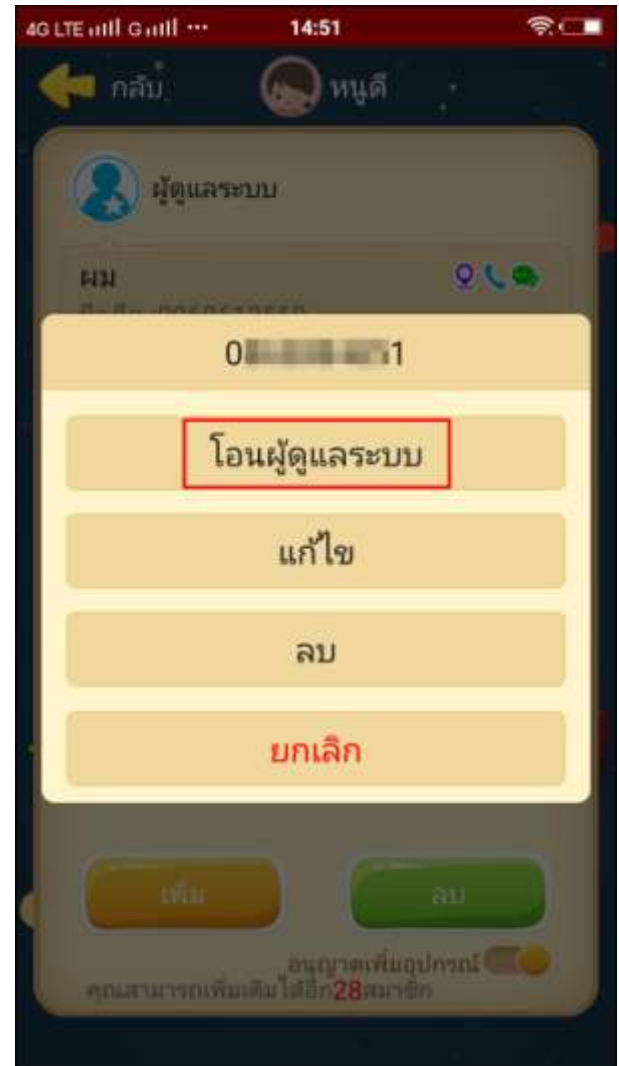 4G LTE G ••• 14:51
กลับ หนูดี
ผู้ดูแลระบบ
ผม
โอนผู้ดูแลระบบ
แก้ไข
ลบ
ยกเลิก
เพิ่ม ลบ
อนุญาตเพิ่มอุปกรณ์
คุณสามารถเพิ่มเติมได้อีก28สมาชิก